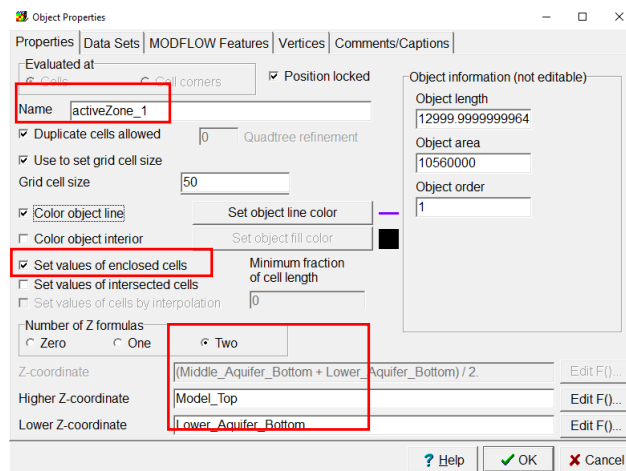 Object Properties
Properties Data Sets MODFLOW Features Vertices Comments/Captions
Evaluated at
Cells Cell corners
Position locked
Name activeZone_1
Duplicate cells allowed 0 Quadtree refinement
Use to set grid cell size
Grid cell size 50
Color object line Set object line color
Color object interior Set object fill color
Set values of enclosed cells
Set values of intersected cells
Set values of cells by interpolation
Minimum fraction
of cell length
0
Number of Z formulas
Zero One Two
Z-coordinate (Middle_Aquifer_Bottom + Lower_Aquifer_Bottom) / 2. Edit F()...
Higher Z-coordinate Model_Top Edit F()...
Lower Z-coordinate Lower_Aquifer_Bottom Edit F()...
Object information (not editable)
Object length
12999.9999999964
Object area
10560000
Object order
1
? Help OK Cancel